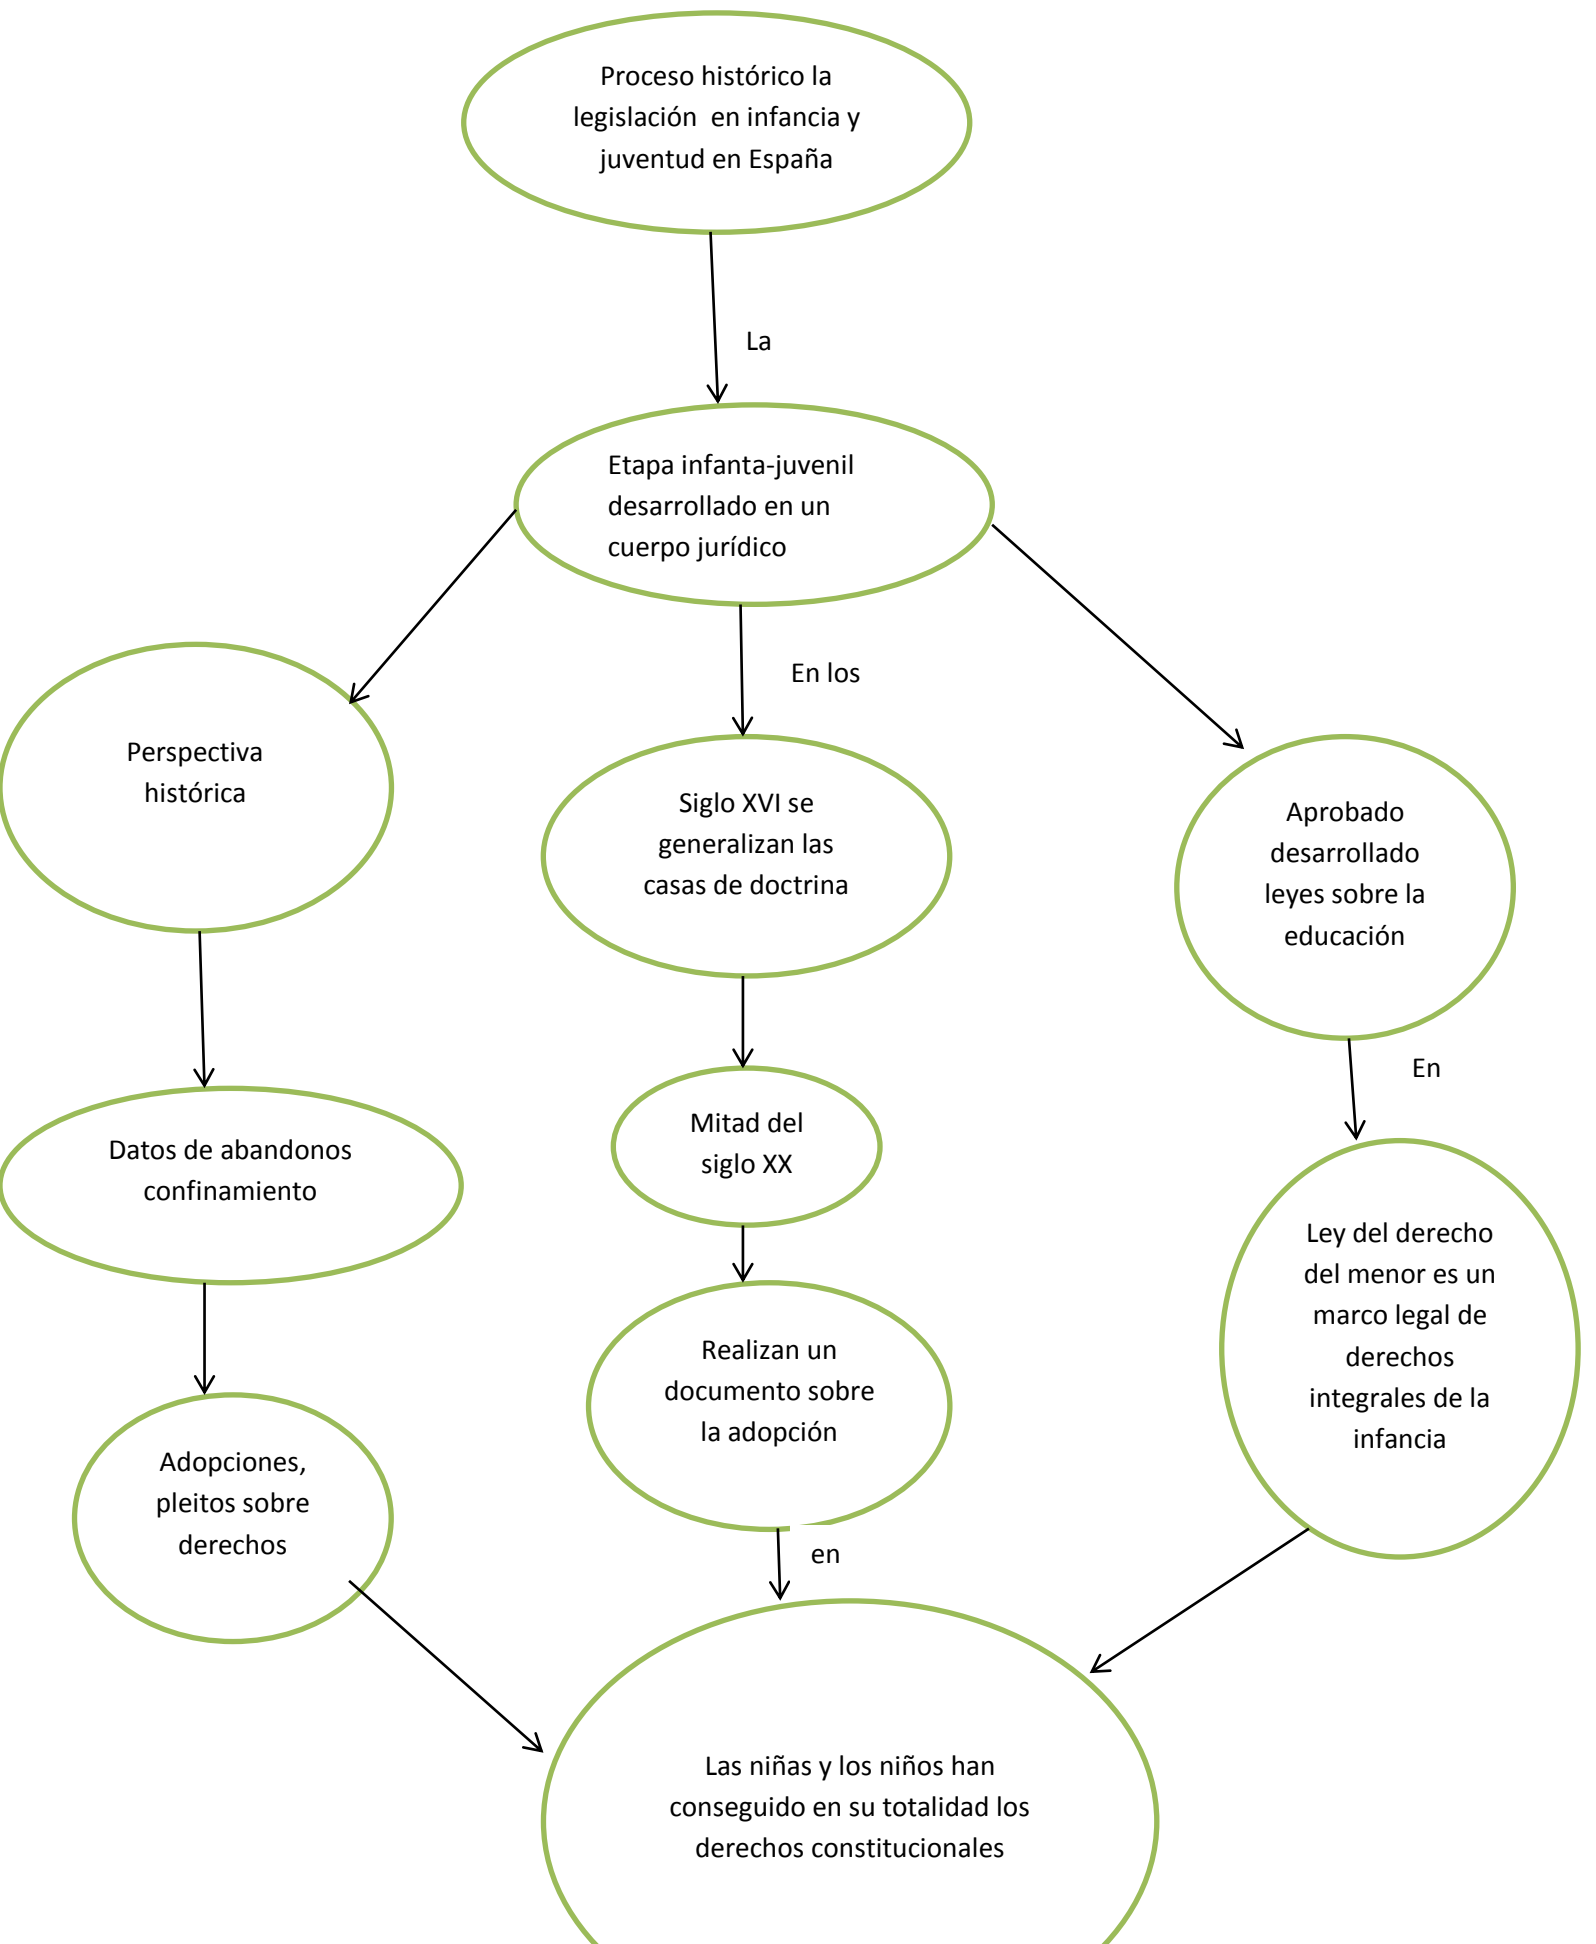 Proceso histórico la
legislación en infancia y
juventud en España
La
Etapa infanta-juvenil
desarrollado en un
cuerpo jurídico
En los
Perspectiva
histórica
Siglo XVI se
generalizan las
casas de doctrina
Aprobado
desarrollado
leyes sobre la
educación
En
Datos de abandonos
confinamiento
Mitad del
siglo XX
Ley del derecho
del menor es un
marco legal de
derechos
integrales de la
infancia
Realizan un
documento sobre
la adopción
Adopciones,
pleitos sobre
derechos
en
Las niñas y los niños han
conseguido en su totalidad los
derechos constitucionales